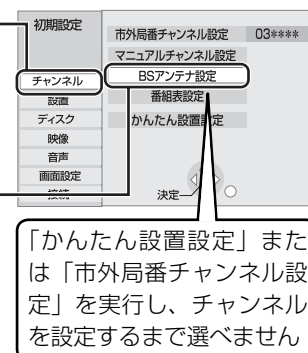 初期設定
チャンネル
設置
ディスク
映像
音声
画面設定
接続
市外局番チャンネル設定 03****
マニュアルチャンネル設定
BSアンテナ設定
番組表設定
かんたん設置設定
決定
「かんたん設置設定」また
は「市外局番チャンネル設
定」を実行し、チャンネル
を設定するまで選べません